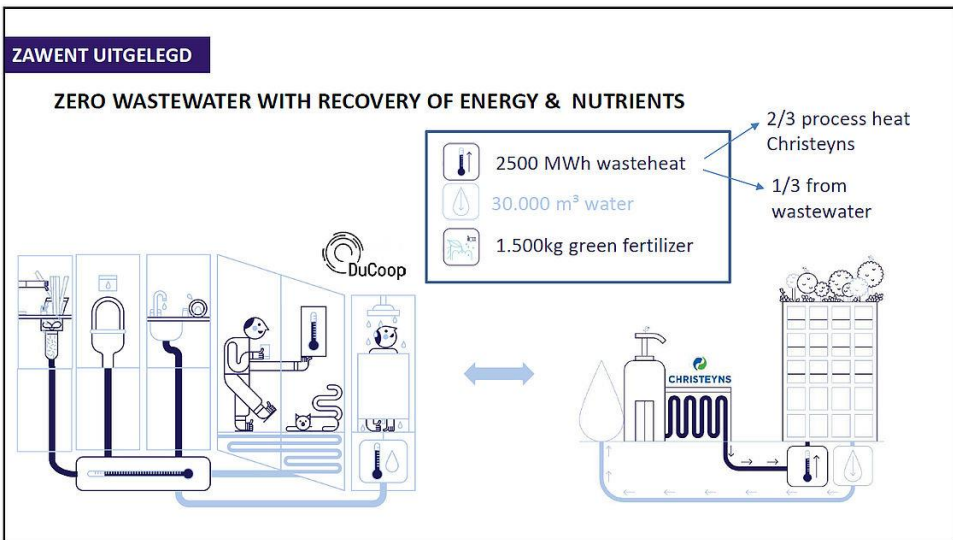 ZAWENT UITGELEGD
ZERO WASTEWATER WITH RECOVERY OF ENERGY & NUTRIENTS
2500 MWh wasteheat
30.000 m³ water
1.500kg green fertilizer
2/3 process heat
Christeyns
1/3 from
wastewater
DuCoop
CHRISTEYNS